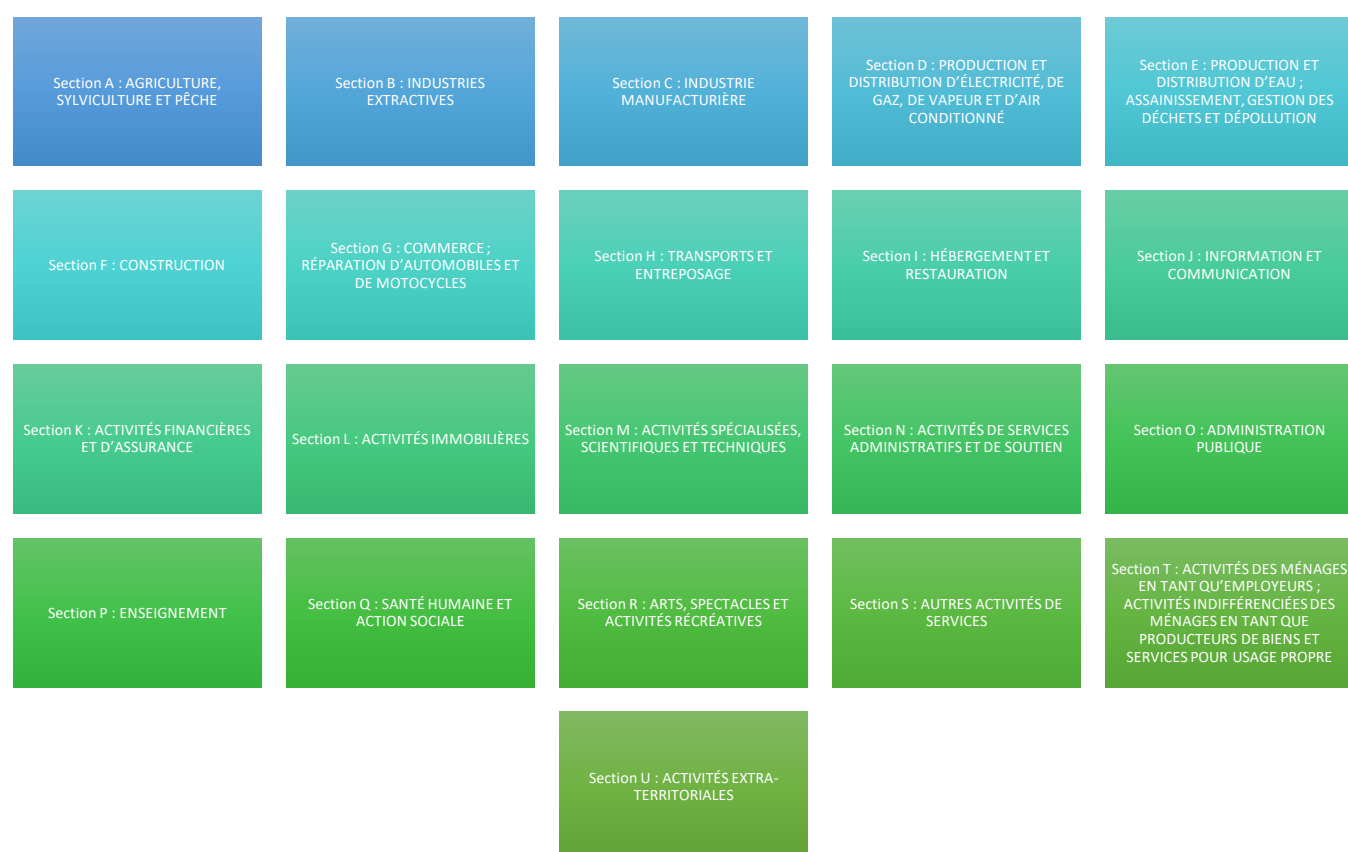 Section A : AGRICULTURE,
SYLVICULTURE ET PÊCHE
Section B : INDUSTRIES
EXTRACTIVES
Section C : INDUSTRIE
MANUFACTURIÈRE
Section D : PRODUCTION ET
DISTRIBUTION D’ÉLECTRICITÉ, DE
GAZ, DE VAPEUR ET D’AIR
CONDITIONNÉ
Section E : PRODUCTION ET
DISTRIBUTION D’EAU ;
ASSAINISSEMENT, GESTION DES
DÉCHETS ET DÉPOLLUTION
Section F : CONSTRUCTION
Section G : COMMERCE ;
RÉPARATION D’AUTOMOBILES ET
DE MOTOCYCLES
Section H : TRANSPORTS ET
ENTREPOSAGE
Section I : HÉBERGEMENT ET
RESTAURATION
Section J : INFORMATION ET
COMMUNICATION
Section K : ACTIVITÉS FINANCIÈRES
ET D’ASSURANCE
Section L : ACTIVITÉS IMMOBILIÈRES
Section M : ACTIVITÉS SPÉCIALISÉES,
SCIENTIFIQUES ET TECHNIQUES
Section N : ACTIVITÉS DE SERVICES
ADMINISTRATIFS ET DE SOUTIEN
Section O : ADMINISTRATION
PUBLIQUE
Section P : ENSEIGNEMENT
Section Q : SANTÉ HUMAINE ET
ACTION SOCIALE
Section R : ARTS, SPECTACLES ET
ACTIVITÉS RÉCRÉATIVES
Section S : AUTRES ACTIVITÉS DE
SERVICES
Section T : ACTIVITÉS DES MÉNAGES
EN TANT QU’EMPLOYEURS ;
ACTIVITÉS INDIFFÉRENCIÉES DES
MÉNAGES EN TANT QUE
PRODUCTEURS DE BIENS ET
SERVICES POUR USAGE PROPRE
Section U : ACTIVITÉS EXTRA-
TERRITORIALES